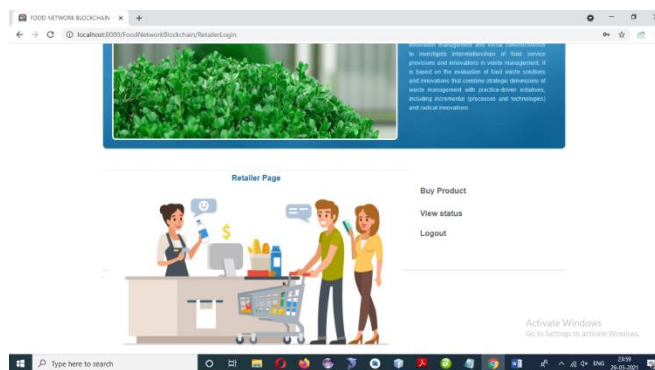 FOOD NETWORK BLOCKCHAIN
localhost:8080/FoodNetworkBlockchain/RetailerLogin
innovation management and social constructionism
to investigate interrelationships of food service
provisions and innovations in waste management. It
is based on the evaluation of food waste solutions
and innovations that combine strategic dimensions of
waste management with practice-driven initiatives,
including incremental (processes and technologies)
and radical innovations.
Retailer Page
Buy Product
View status
Logout
$
Activate Windows
Go to Settings to activate Windows.
Type here to search
ENG
23:59
29-03-2021